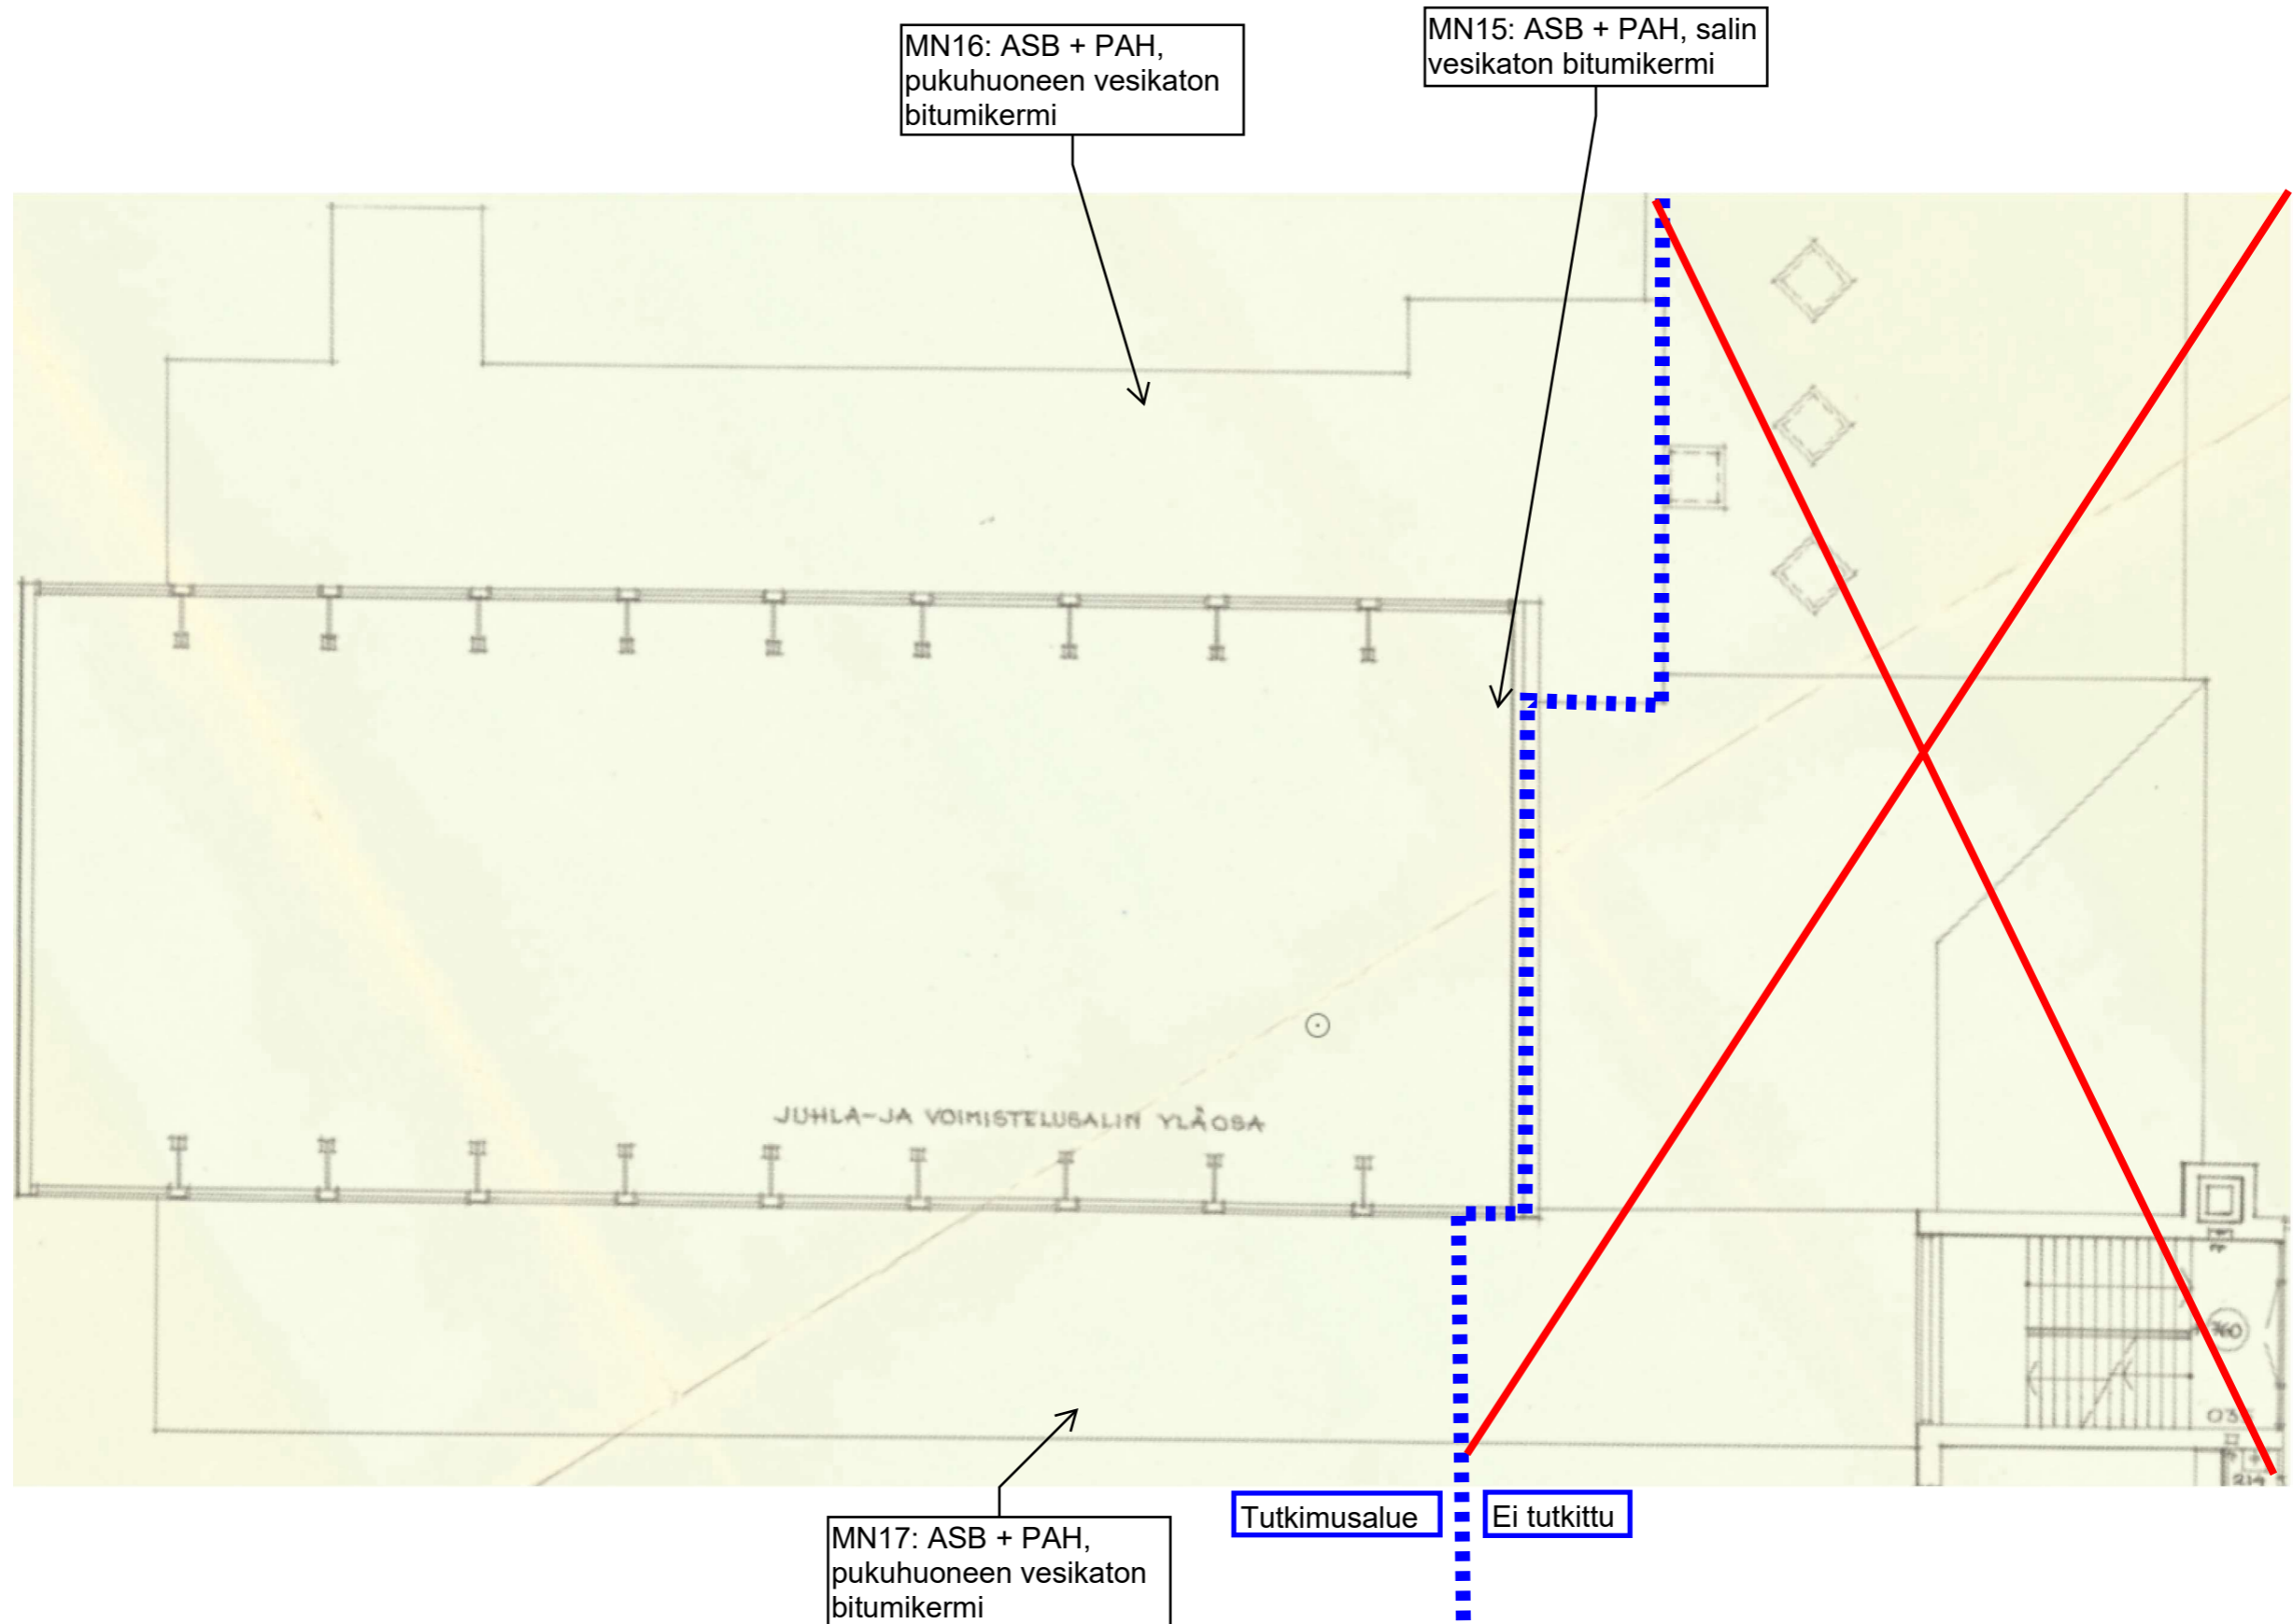 MN16: ASB + PAH,
pukuhuoneen vesikaton
bitumikermi
MN15: ASB + PAH, salin
vesikaton bitumikermi
JUHLA-JA VOIMISTELUSALIN YLÄOSA
Tutkimusalue
Ei tutkittu
MN17: ASB + PAH,
pukuhuoneen vesikaton
bitumikermi